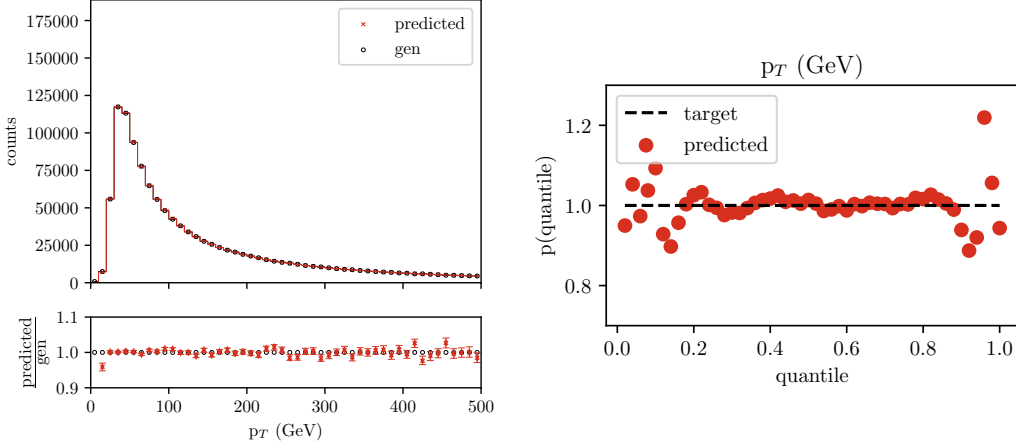 175000
150000
125000
100000
75000
50000
25000
0
counts
predicted
gen
1.1
1.0
0.9
predicted
gen
0 100 200 300 400 500
p_T (GeV)
p_T (GeV)
1.2
1.0
0.8
p(quantile)
target
predicted
0.0 0.2 0.4 0.6 0.8 1.0
quantile